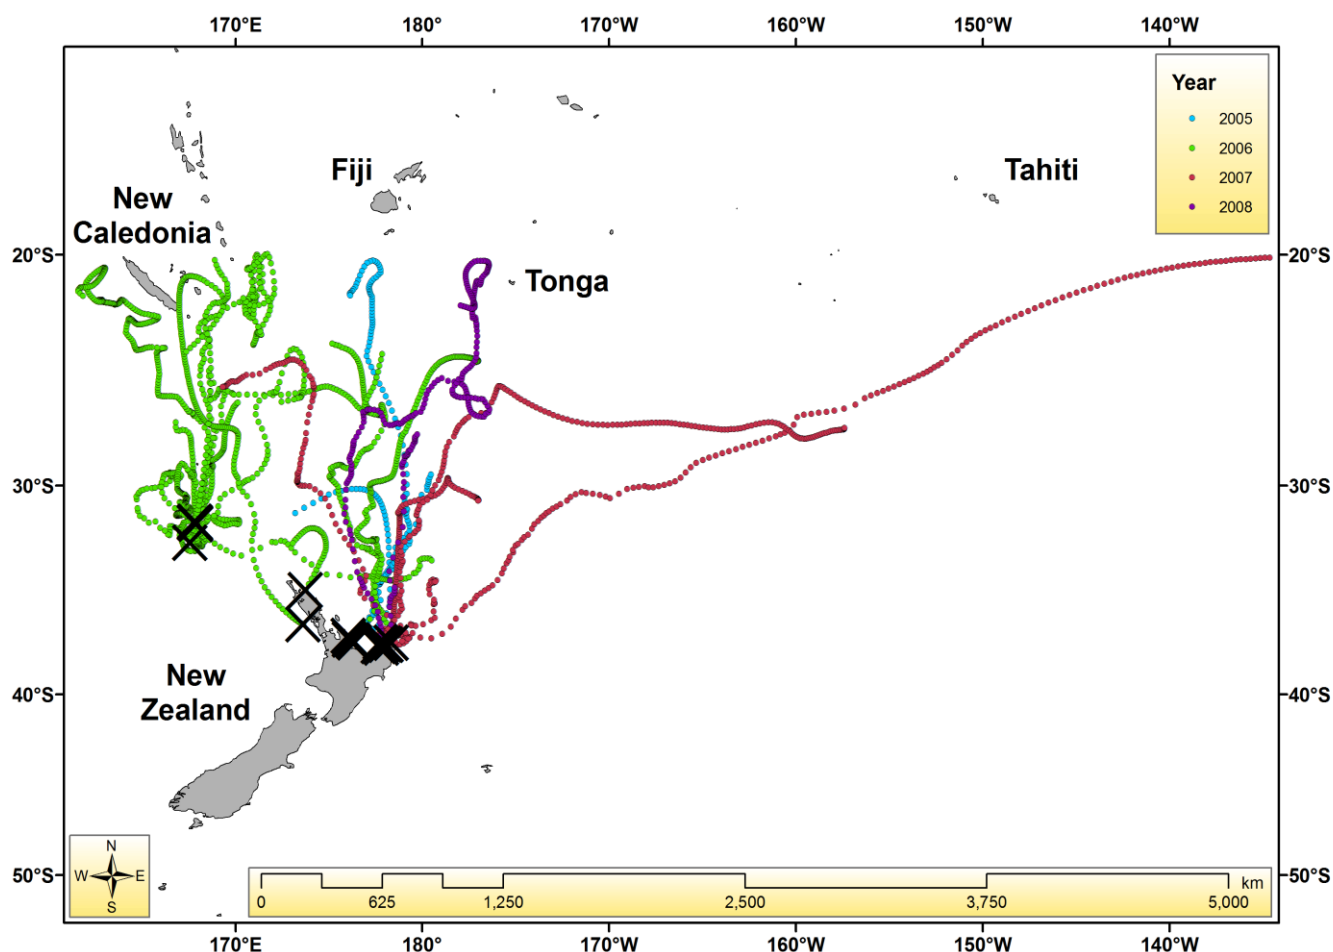 170°E 180° 170°W 160°W 150°W 140°W
Year
2005
2006
2007
2008
Fiji
Tahiti
New
Caledonia
20°S 20°S
Tonga
30°S 30°S
New
Zealand
40°S 40°S
N
W E
S
50°S 50°S
km
0 625 1,250 2,500 3,750 5,000
170°E 180° 170°W 160°W 150°W 140°W